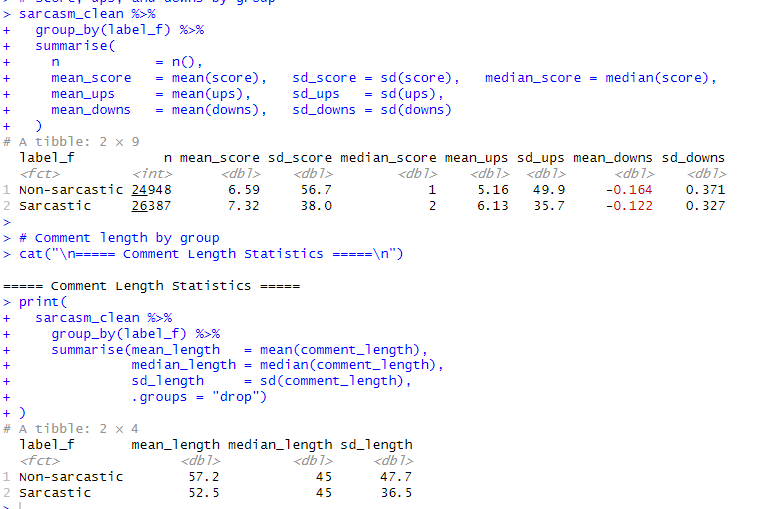 > # Score, ups, and downs by group
> sarcasm_clean %>%
+   group_by(label_f) %>%
+   summarise(
+     n           = n(),
+     mean_score  = mean(score),   sd_score = sd(score),   median_score = median(score),
+     mean_ups    = mean(ups),     sd_ups   = sd(ups),
+     mean_downs  = mean(downs),   sd_downs = sd(downs)
+   )
# A tibble: 2 × 9
  label_f           n mean_score sd_score median_score mean_ups sd_ups mean_downs sd_downs
  <fct>         <int>      <dbl>    <dbl>        <dbl>    <dbl>  <dbl>      <dbl>    <dbl>
1 Non-sarcastic 24948       6.59     56.7            1     5.16   49.9     -0.164    0.371
2 Sarcastic     26387       7.32     38.0            2     6.13   35.7     -0.122    0.327
>
> # Comment length by group
> cat("\n===== Comment Length Statistics =====\n")
===== Comment Length Statistics =====
> print(
+   sarcasm_clean %>%
+     group_by(label_f) %>%
+     summarise(mean_length   = mean(comment_length),
+               median_length = median(comment_length),
+               sd_length     = sd(comment_length),
+               .groups = "drop")
+ )
# A tibble: 2 × 4
  label_f       mean_length median_length sd_length
  <fct>               <dbl>         <dbl>     <dbl>
1 Non-sarcastic        57.2            45      47.7
2 Sarcastic            52.5            45      36.5
>